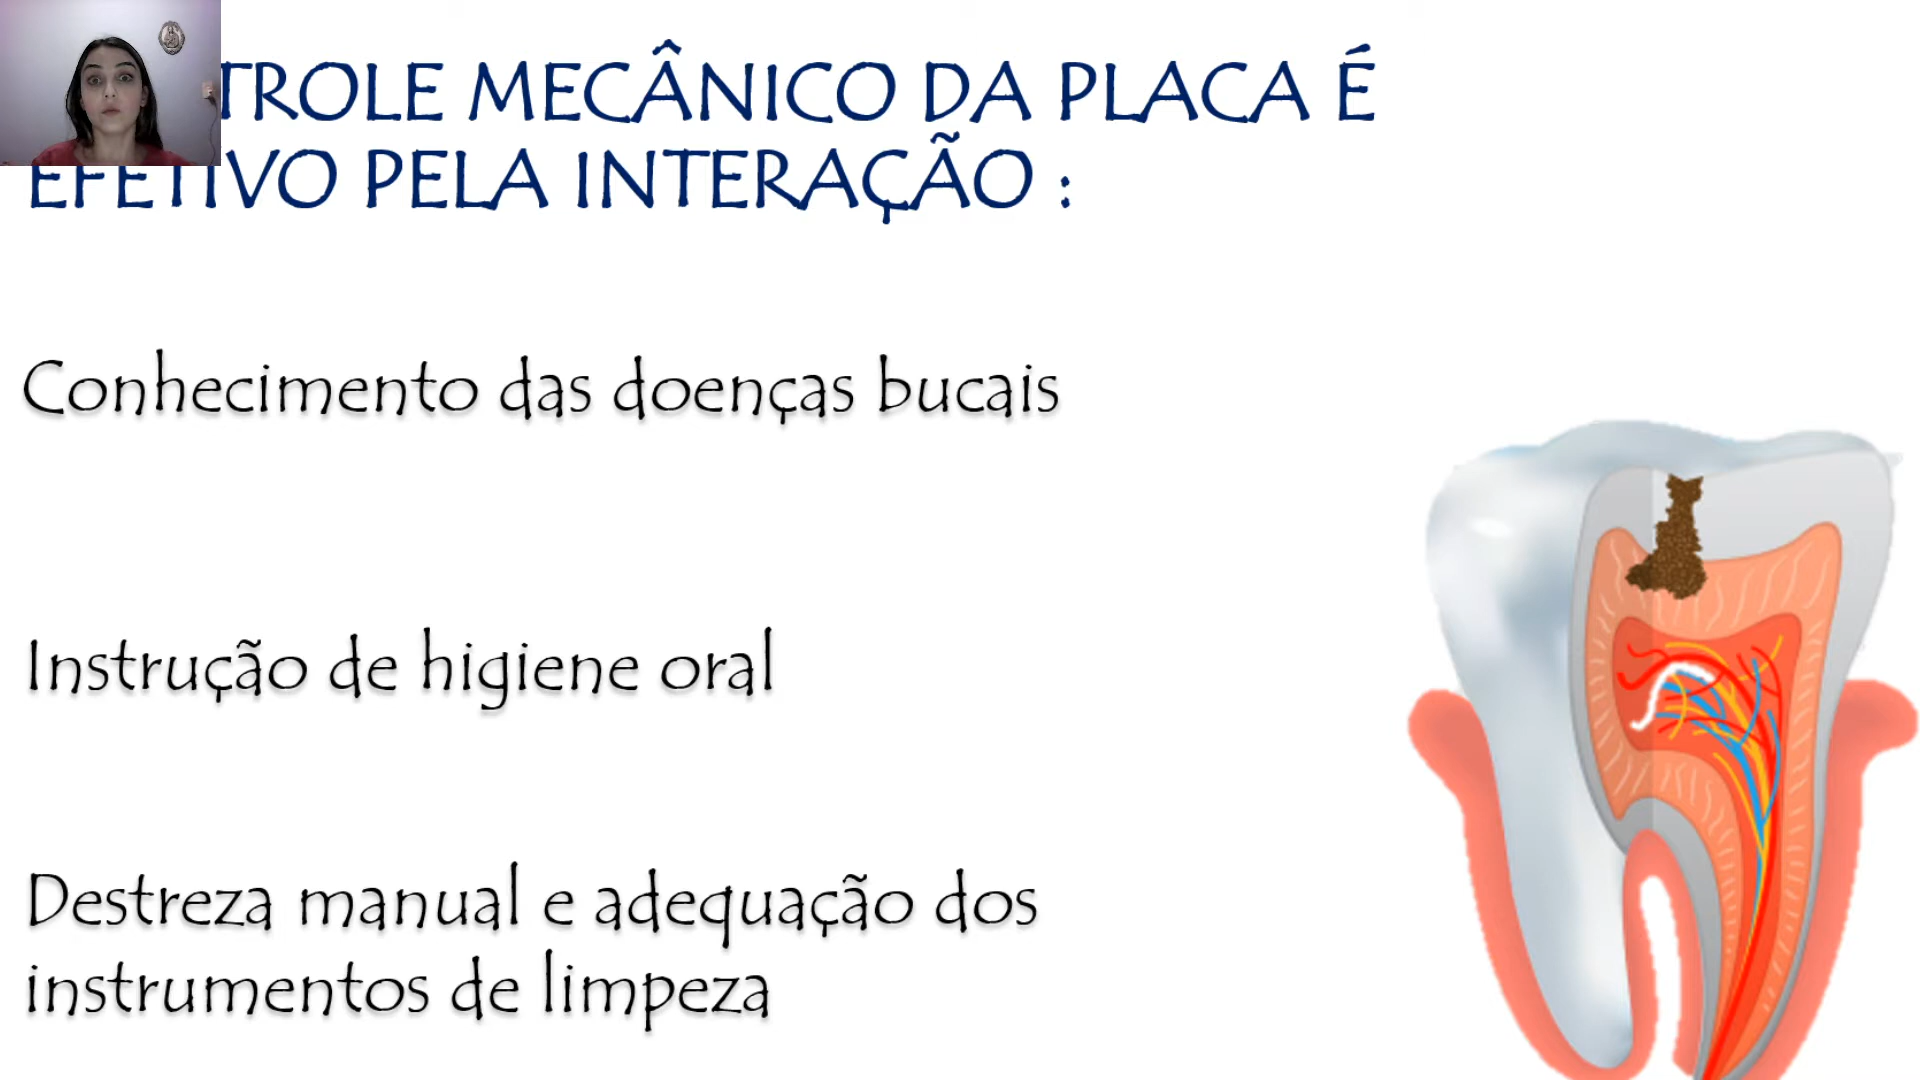 TROLE MECÂNICO DA PLACA É
EFETIVO PELA INTERAÇÃO :
Conhecimento das doenças bucais
Instrução de higiene oral
Destreza manual e adequação dos
instrumentos de limpeza